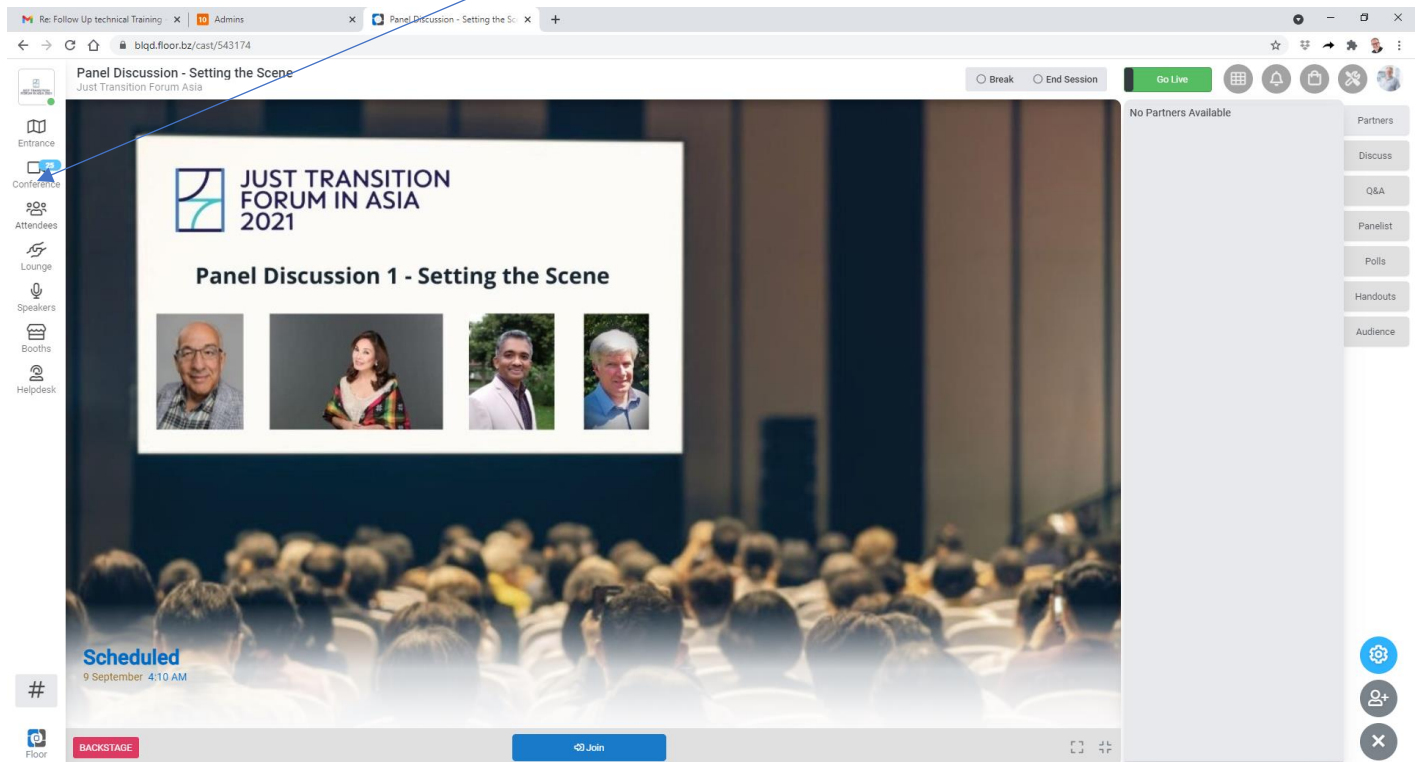 Re: Follow Up technical Training
10 Admins
Panel Discussion - Setting the Sc
blqd.floor.bz/cast/543174
Panel Discussion - Setting the Scene
Just Transition Forum Asia
Break
End Session
Go Live
Entrance
25
Conference
Attendees
Lounge
Speakers
Booths
Helpdesk
#
Floor
JUST TRANSITION
FORUM IN ASIA
2021
Panel Discussion 1 - Setting the Scene
Scheduled
9 September 4:10 AM
BACKSTAGE
Join
No Partners Available
Partners
Discuss
Q&A
Panelist
Polls
Handouts
Audience